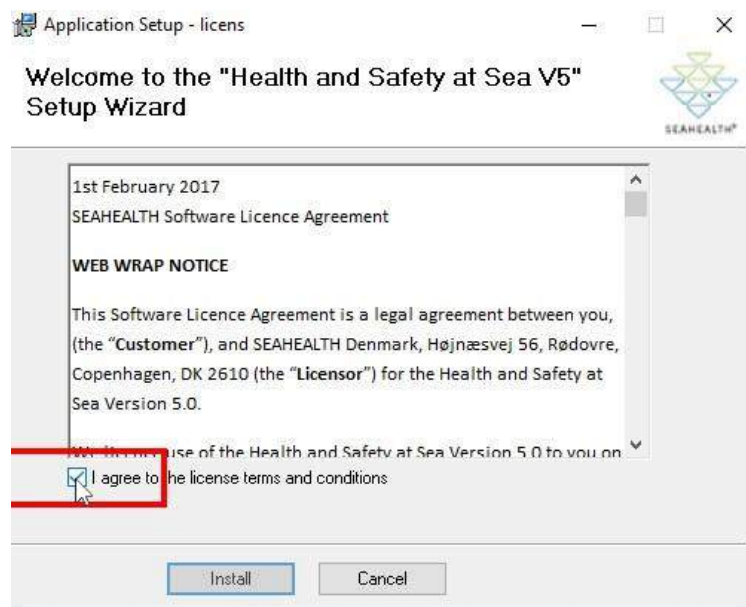 Application Setup - licens
Welcome to the "Health and Safety at Sea V5"
Setup Wizard
SEAHEALTH
1st February 2017
SEAHEALTH Software Licence Agreement
WEB WRAP NOTICE
This Software Licence Agreement is a legal agreement between you,
(the “Customer”), and SEAHEALTH Denmark, Højnæsvej 56, Rødovre,
Copenhagen, DK 2610 (the “Licensor”) for the Health and Safety at
Sea Version 5.0.
use of the Health and Safety at Sea Version 5.0 to you on
I agree to the license terms and conditions
Install
Cancel